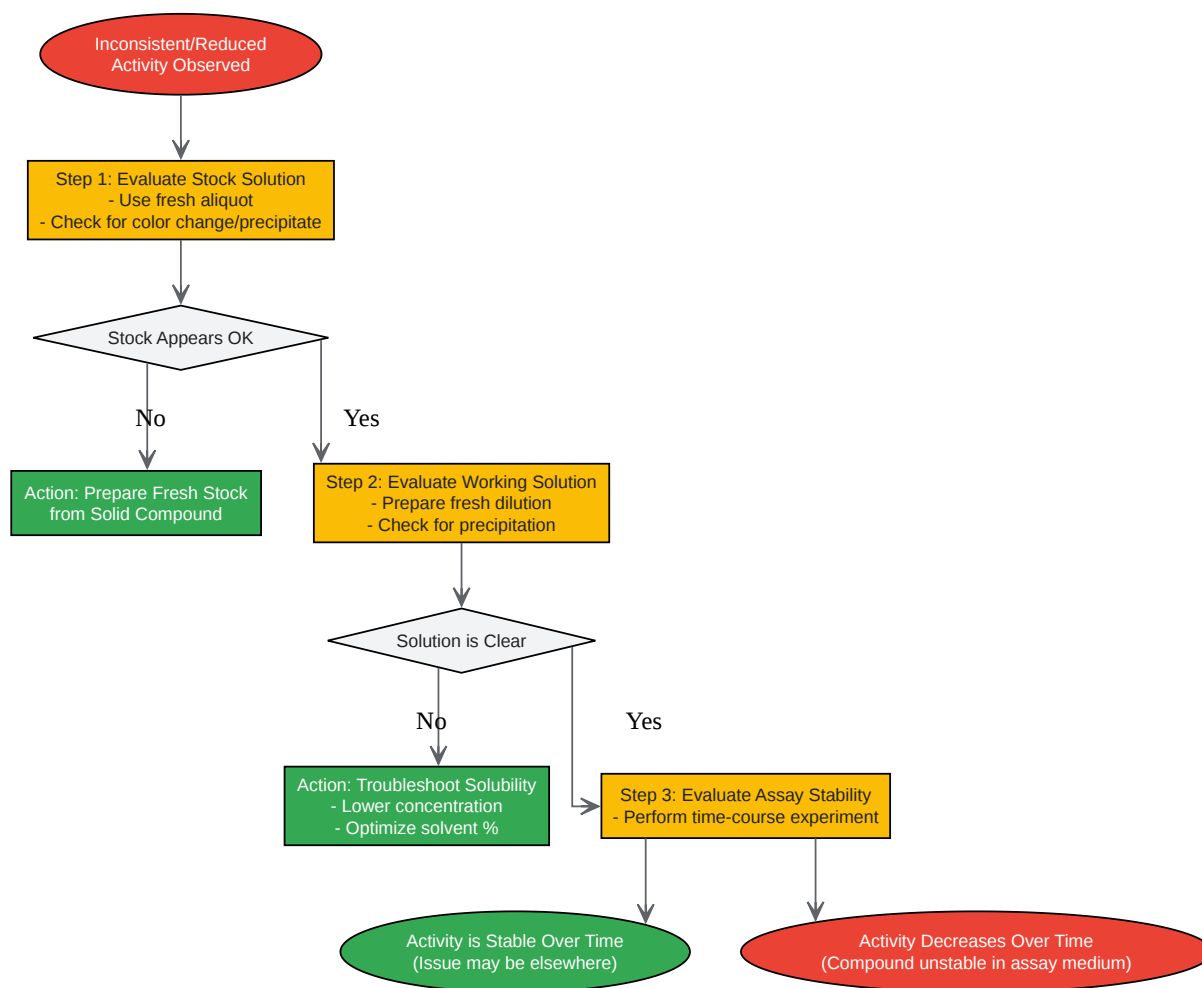 Inconsistent/Reduced
Activity Observed
Step 1: Evaluate Stock Solution
- Use fresh aliquot
- Check for color change/precipitate
Stock Appears OK
No
Yes
Action: Prepare Fresh Stock
from Solid Compound
Step 2: Evaluate Working Solution
- Prepare fresh dilution
- Check for precipitation
Solution is Clear
No
Yes
Action: Troubleshoot Solubility
- Lower concentration
- Optimize solvent %
Step 3: Evaluate Assay Stability
- Perform time-course experiment
Activity is Stable Over Time
(Issue may be elsewhere)
Activity Decreases Over Time
(Compound unstable in assay medium)